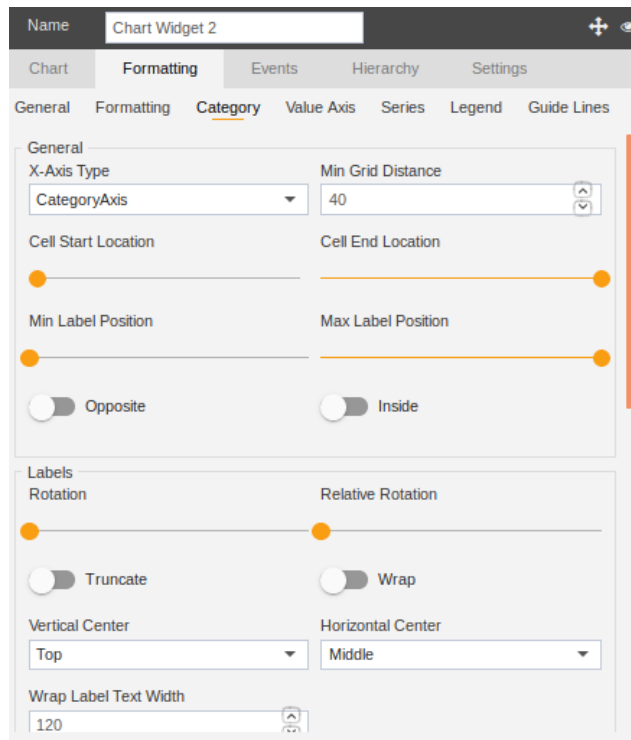 Name Chart Widget 2
Chart Formatting Events Hierarchy Settings
General Formatting Category Value Axis Series Legend Guide Lines
General
X-Axis Type Min Grid Distance
CategoryAxis 40
Cell Start Location Cell End Location
Min Label Position Max Label Position
Opposite Inside
Labels
Rotation Relative Rotation
Truncate Wrap
Vertical Center Horizontal Center
Top Middle
Wrap Label Text Width
120